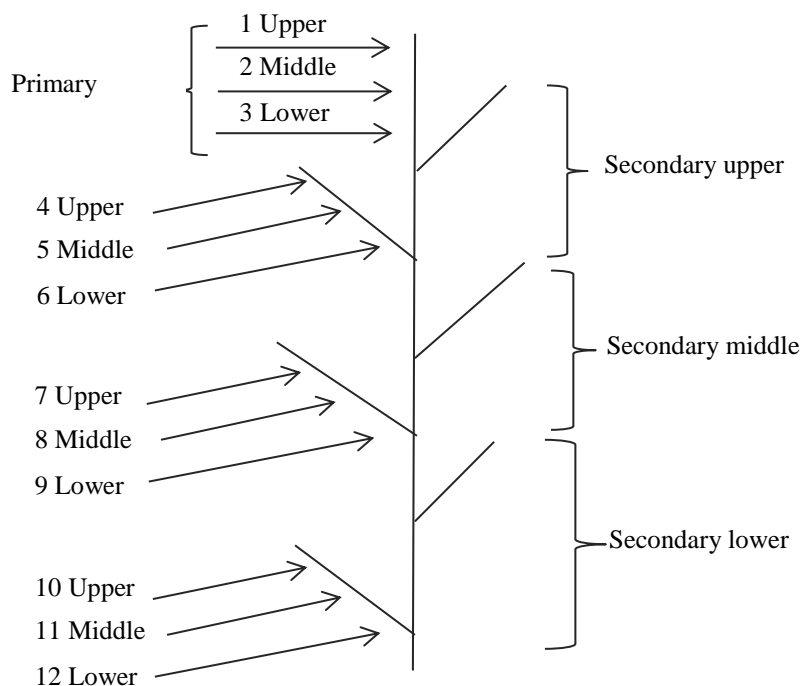 1 Upper
2 Middle
Primary
3 Lower
Secondary upper
4 Upper
5 Middle
6 Lower
Secondary middle
7 Upper
8 Middle
9 Lower
Secondary lower
10 Upper
11 Middle
12 Lower